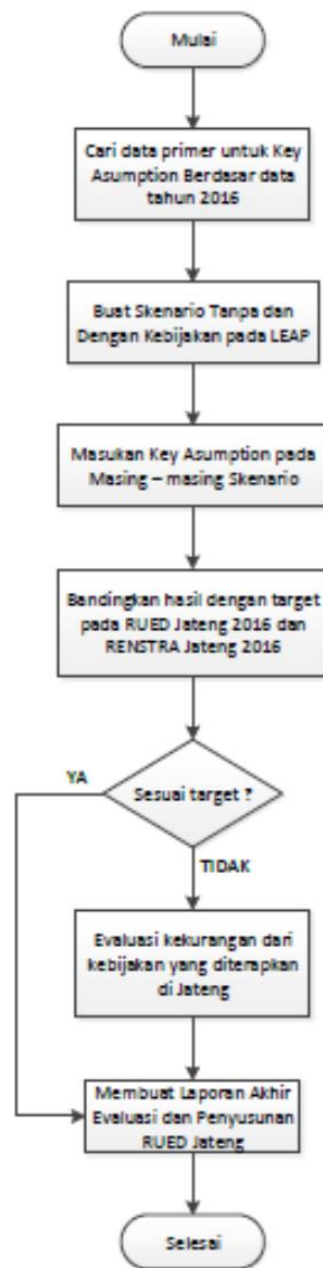 Mulai
Cari data primer untuk Key
Asumption Berdasar data
tahun 2016
Buat Skenario Tanpa dan
Dengan Kebijakan pada LEAP
Masukan Key Asumption pada
Masing – masing Skenario
Bandingkan hasil dengan target
pada RUED Jateng 2016 dan
RENSTRA Jateng 2016
Sesuai target ?
YA
TIDAK
Evaluasi kekurangan dari
kebijakan yang diterapkan
di Jateng
Membuat Laporan Akhir
Evaluasi dan Penyusunan
RUED Jateng
Selesai